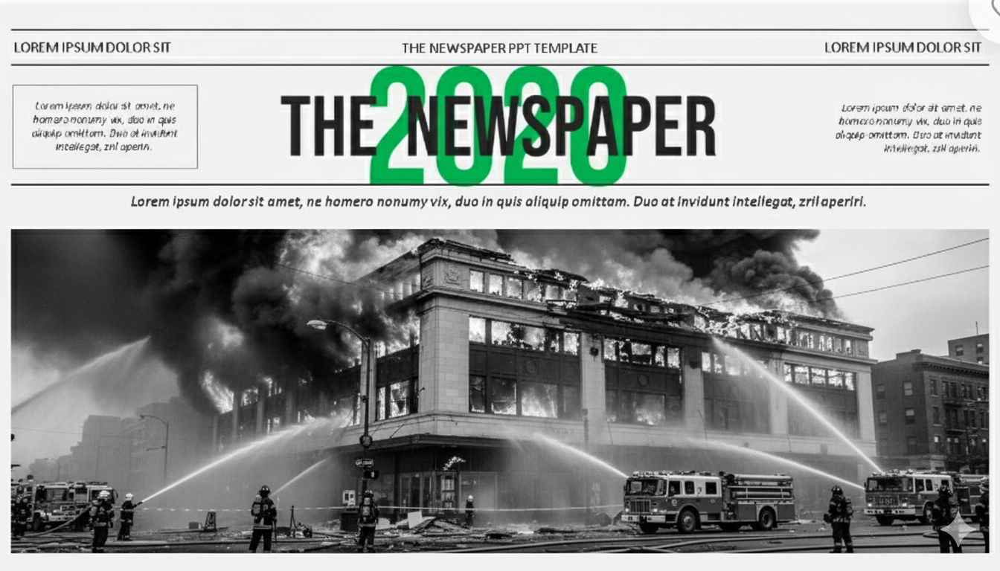 LOREM IPSUM DOLOR SIT
THE NEWSPAPER PPT TEMPLATE
LOREM IPSUM DOLOR SIT
2020
THE NEWSPAPER
Lorem ipsum dolor sit amet, ne
homero nonumy vix, duo in quis
aliquip omittam. Duo at invidunt
intellegat, zril aperiri.
Lorem ipsum dolor sit amet, ne
homero nonumy vix, duo in quis
aliquip omittam. Duo at invidunt
intellegat, zril aperiri.
Lorem ipsum dolor sit amet, ne homero nonumy vix, duo in quis aliquip omittam. Duo at invidunt intellegat, zril aperiri.